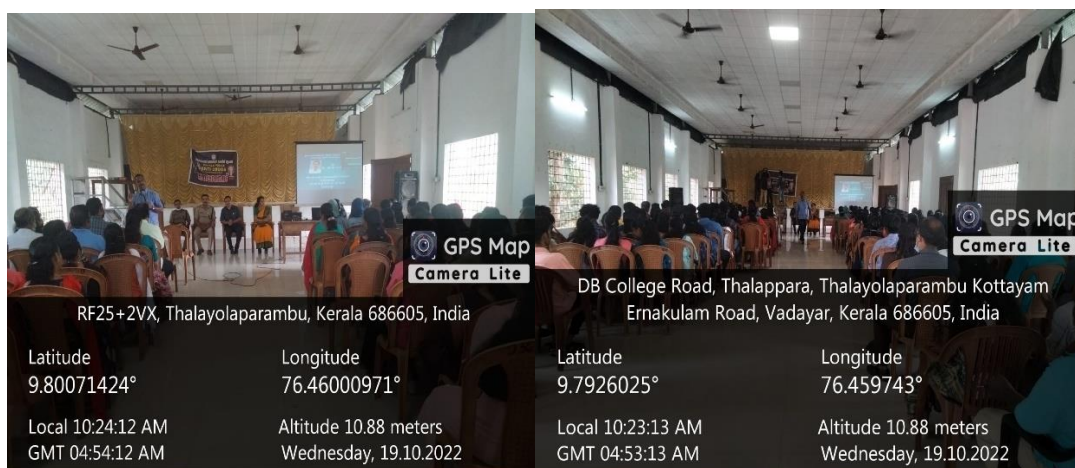 GPS Map
Camera Lite
RF25+2VX, Thalayolaparambu, Kerala 686605, India
Latitude
9.80071424°
Longitude
76.46000971°
Local 10:24:12 AM
GMT 04:54:12 AM
Altitude 10.88 meters
Wednesday, 19.10.2022
GPS Map
Camera Lite
DB College Road, Thalappara, Thalayolaparambu Kottayam
Ernakulam Road, Vadayar, Kerala 686605, India
Latitude
9.7926025°
Longitude
76.459743°
Local 10:23:13 AM
GMT 04:53:13 AM
Altitude 10.88 meters
Wednesday, 19.10.2022